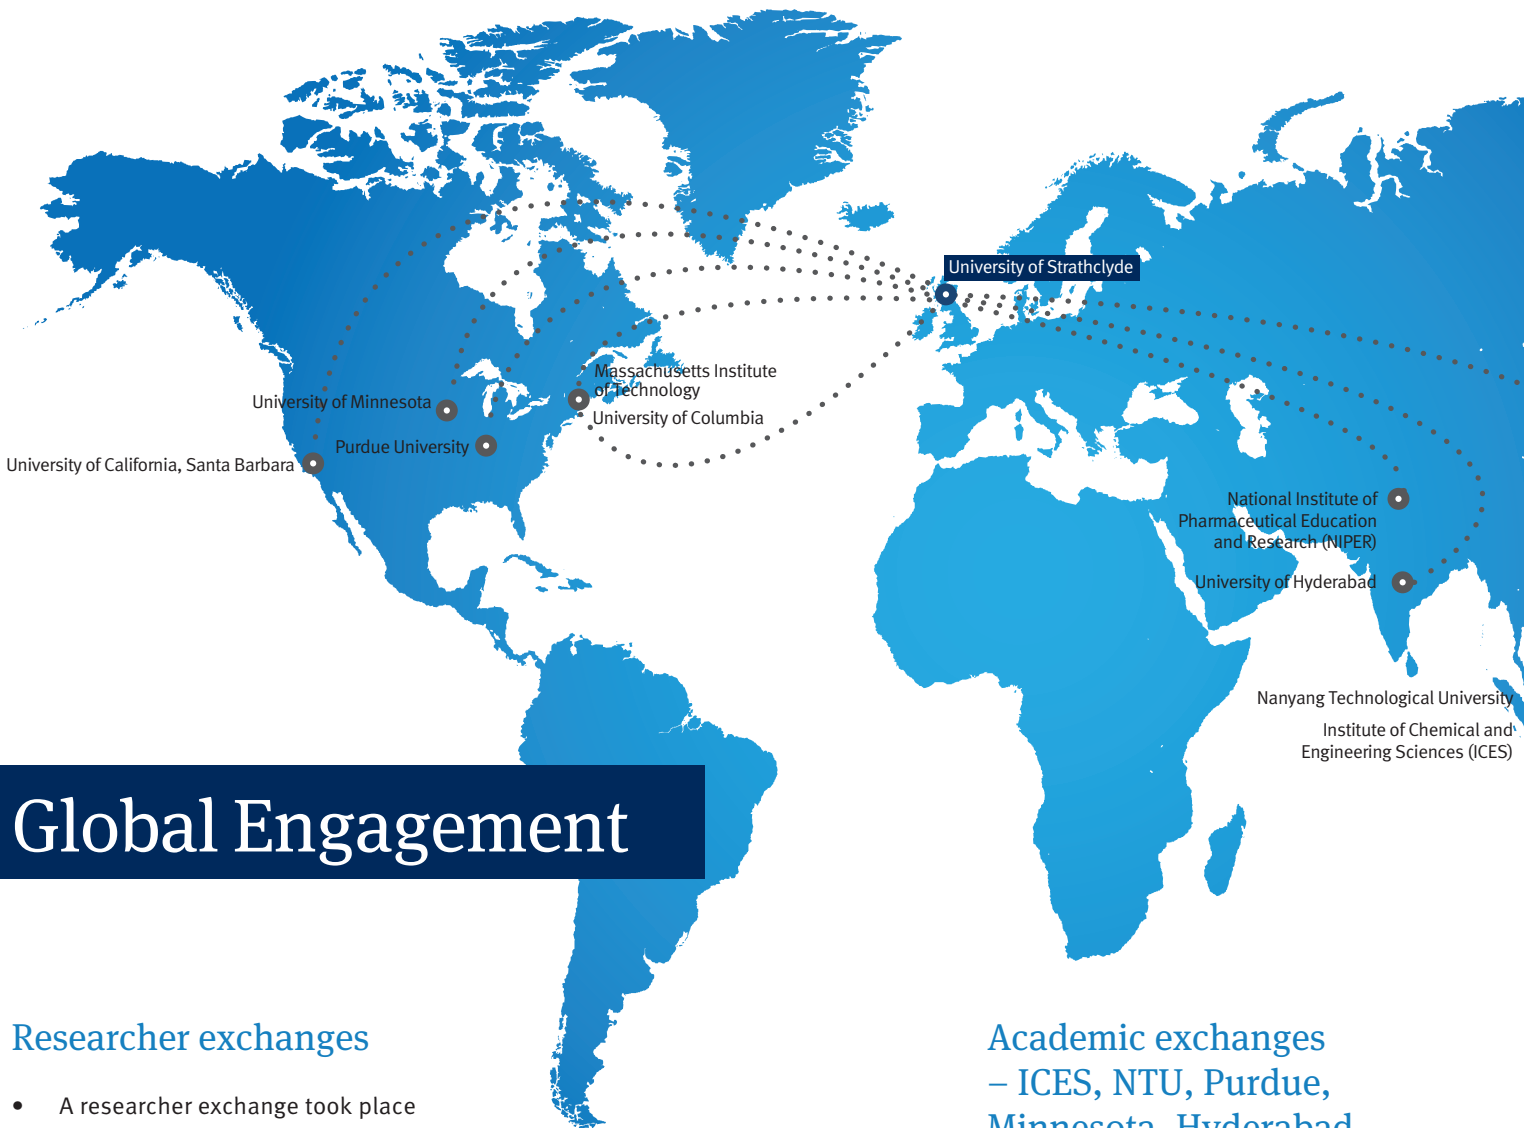 University of Strathclyde
Massachusetts Institute
of Technology
University of Minnesota
University of Columbia
Purdue University
University of California, Santa Barbara
National Institute of
Pharmaceutical Education
and Research (NIPER)
University of Hyderabad
Nanyang Technological University
Institute of Chemical and
Engineering Sciences (ICES)
Global Engagement
Researcher exchanges
• A researcher exchange took place
Academic exchanges
– ICES, NTU, Purdue,
Minnesota, Hyderabad